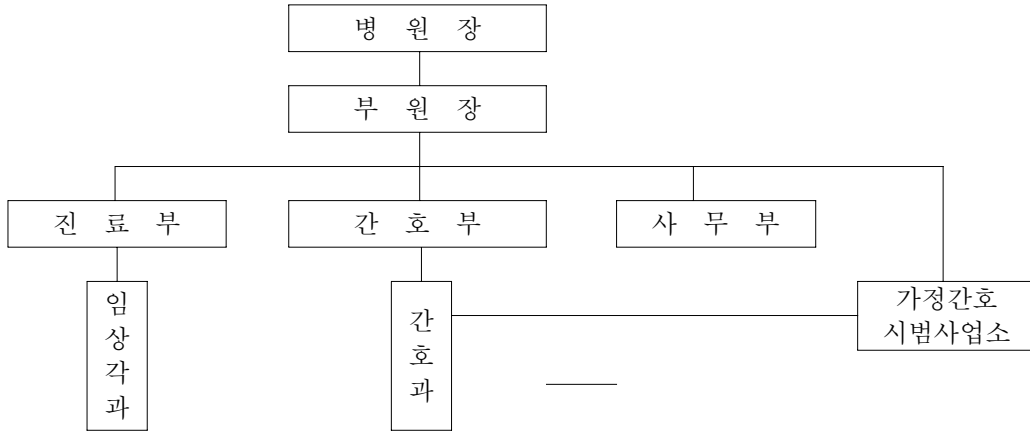 병 원 장
부 원 장
진 료 부
간 호 부
사 무 부
임
상
각
과
간
호
과
가정간호
시범사업소